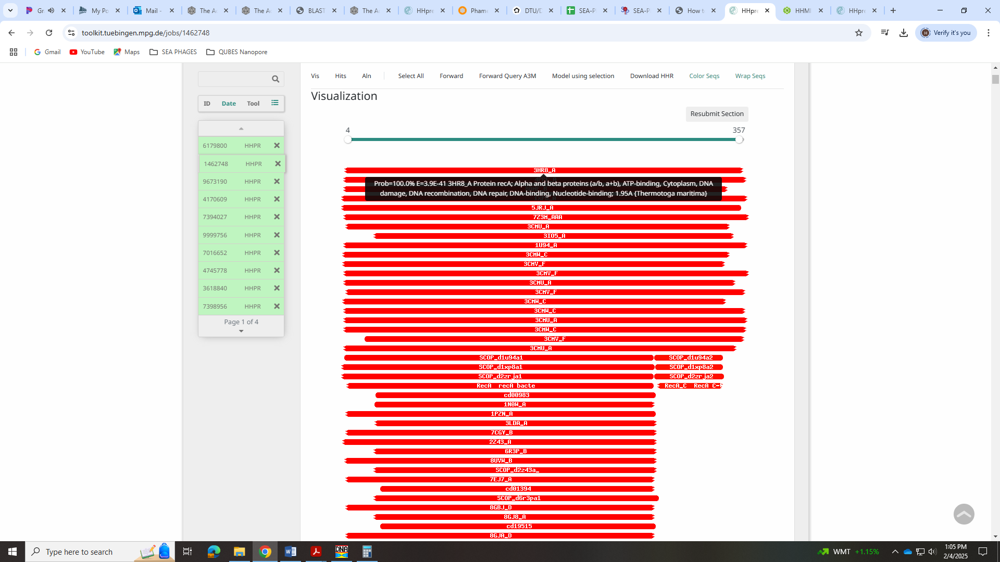 Gr
My Po
Mail -
The Ac
The Ac
BLAST
The Ac
HHpre
Phame
DTU/D
SEA-P
SEA-P
How t
HHpre
HHMI
HHpre
toolkit.tuebingen.mpg.de/jobs/1462748
Verify it's you
Gmail
YouTube
Maps
SEA PHAGES
QUBES Nanopore
Vis Hits Aln Select All Forward Forward Query A3M Model using selection Download HHR Color Seqs Wrap Seqs
ID Date Tool
6179800 HHPR
1462748 HHPR
9673190 HHPR
4170609 HHPR
7394027 HHPR
9999756 HHPR
7016652 HHPR
4745778 HHPR
3618840 HHPR
7398956 HHPR
Page 1 of 4
Visualization
Resubmit Section
4 357
3HR8_A
Prob=100.0% E=3.9E-41 3HR8_A Protein recA; Alpha and beta proteins (a/b, a+b), ATP-binding, Cytoplasm, DNA
damage, DNA recombination, DNA repair, DNA-binding, Nucleotide-binding; 1.95A {Thermotoga maritima}
5JRJ_A
7Z3M_AAA
3CMU_A
3IO5_A
1U94_A
3CMW_C
3CMV_F
3CMV_F
3CMU_A
3CMV_F
3CMW_C
3CMW_C
3CMU_A
3CMW_C
3CMV_F
3CMU_A
SCOP_d1u94a1 SCOP_d1u94a2
SCOP_d1xp8a1 SCOP_d1xp8a2
SCOP_d2zrja1 SCOP_d2zrja2
RecA recA bacte RecA_C RecA C-t
cd00983
1N0W_A
1PZN_A
3LDA_A
7CGY_B
2Z43_A
6R3P_B
8UVW_B
SCOP_d2z43a_
7EJ7_A
cd01394
SCOP_d6r3pa1
8GBJ_D
8GJ8_A
cd19515
8GJA_D
Type here to search
DNA
WMT +1.15%
1:05 PM
2/4/2025